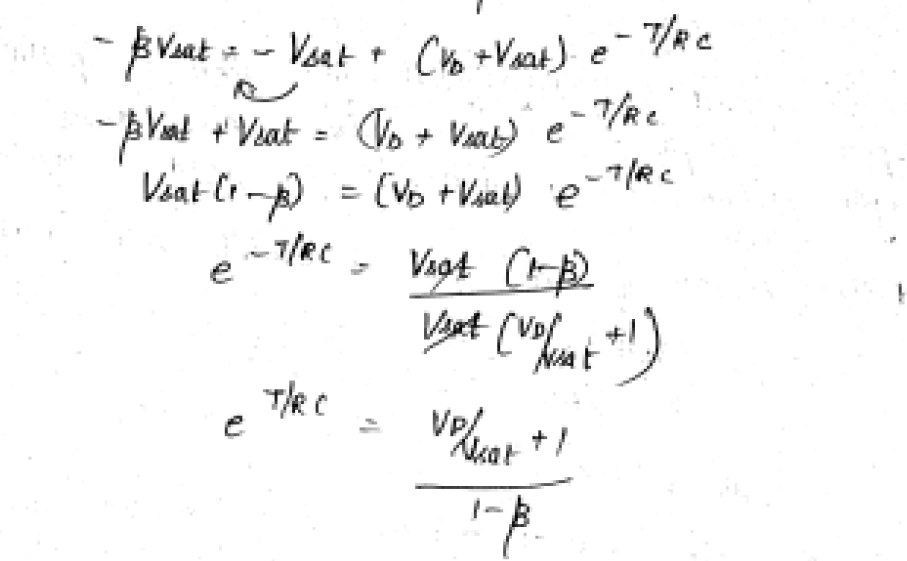 - βVsat = - Vsat + (VD + Vsat) e^-T/RC
- βVsat + Vsat = (VD + Vsat) e^-T/RC
Vsat (1-β) = (VD + Vsat) e^-T/RC
e^-T/RC = Vsat (1-β)
Vsat (VD/Vsat + 1)
e^T/RC = VD/Vsat + 1
1-β